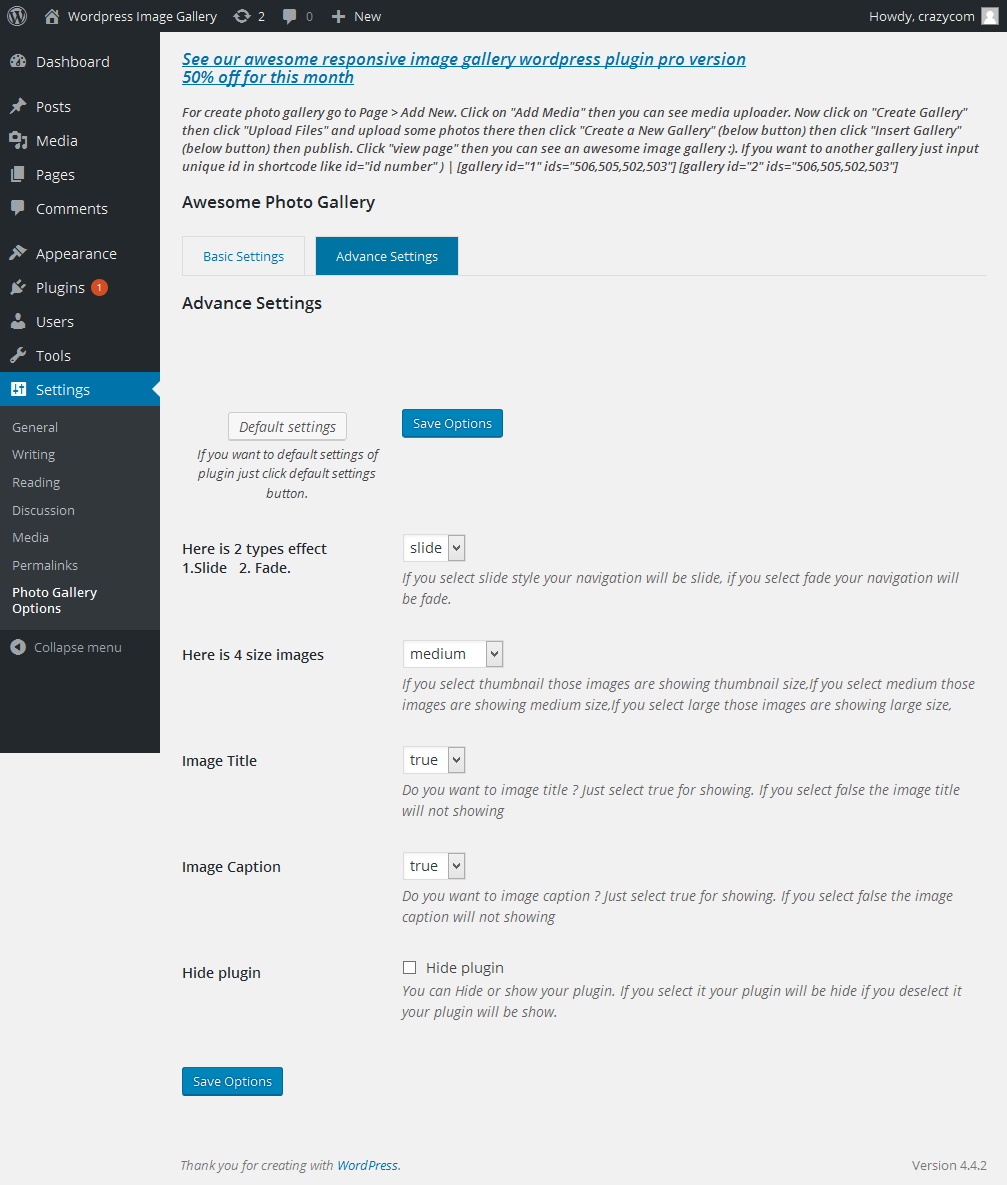 Wordpress Image Gallery 2 0 New
Howdy, crazycom
Dashboard
Posts
Media
Pages
Comments
Appearance
Plugins 1
Users
Tools
Settings
General
Writing
Reading
Discussion
Media
Permalinks
Photo Gallery
Options
Collapse menu
See our awesome responsive image gallery wordpress plugin pro version
50% off for this month
For create photo gallery go to Page > Add New. Click on "Add Media" then you can see media uploader. Now click on "Create Gallery"
then click "Upload Files" and upload some photos there then click "Create a New Gallery" (below button) then click "Insert Gallery"
(below button) then publish. Click "view page" then you can see an awesome image gallery :). If you want to another gallery just input
unique id in shortcode like id="id number" ) | [gallery id="1" ids="506,505,502,503"] [gallery id="2" ids="506,505,502,503"]
Awesome Photo Gallery
Basic Settings
Advance Settings
Advance Settings
Default settings
If you want to default settings of
plugin just click default settings
button.
Save Options
Here is 2 types effect
1.Slide 2. Fade.
slide
If you select slide style your navigation will be slide, if you select fade your navigation will
be fade.
Here is 4 size images
medium
If you select thumbnail those images are showing thumbnail size,If you select medium those
images are showing medium size,If you select large those images are showing large size,
Image Title
true
Do you want to image title ? Just select true for showing. If you select false the image title
will not showing
Image Caption
true
Do you want to image caption ? Just select true for showing. If you select false the image
caption will not showing
Hide plugin
Hide plugin
You can Hide or show your plugin. If you select it your plugin will be hide if you deselect it
your plugin will be show.
Save Options
Thank you for creating with WordPress.
Version 4.4.2